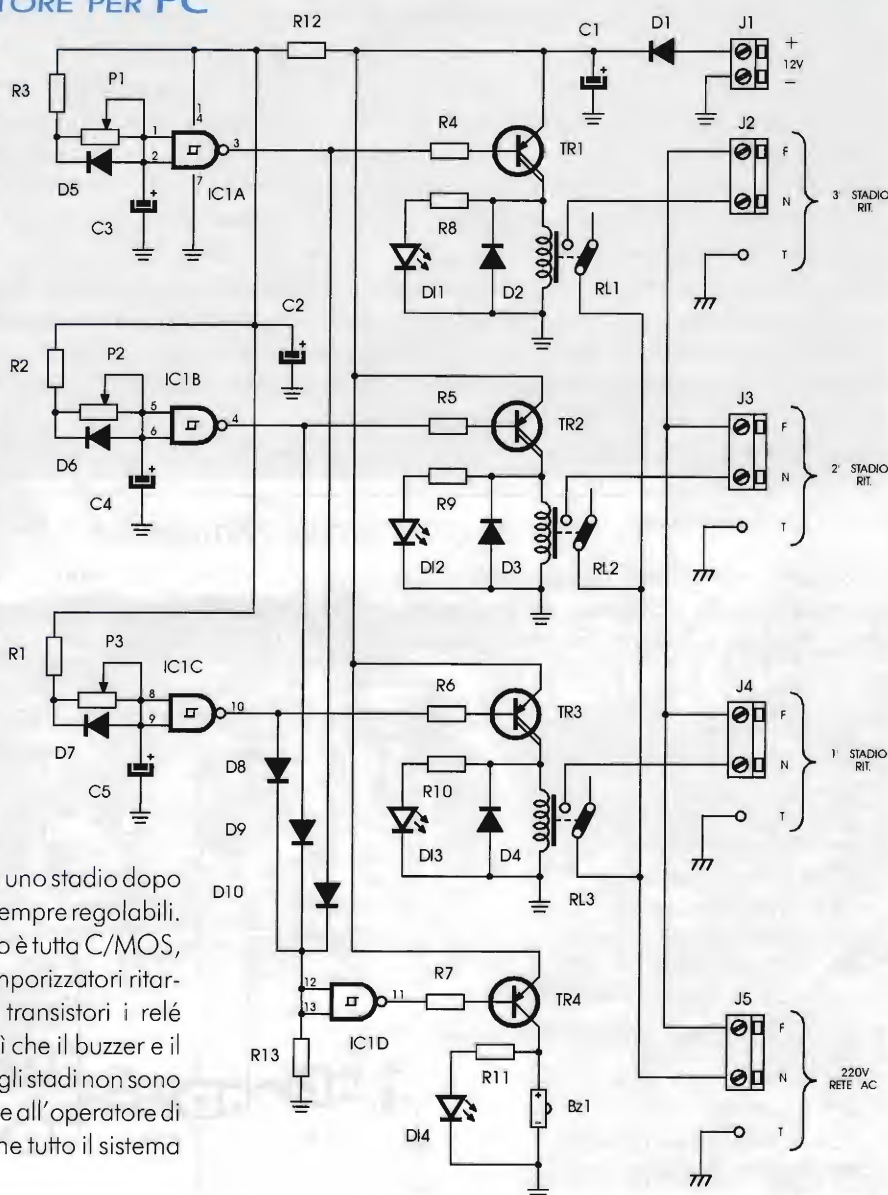 TORE PER PC
R12
C1
D1
J1
+
12V
−
R3
P1
1
4
1
2
3
7
IC1A
D5
C3
R4
TR1
R8
DI1
D2
RL1
J2
F
N
T
3° STADIO
RIT.
C2
+
R2
P2
IC1B
5
6
4
D6
C4
R5
TR2
R9
DI2
D3
RL2
J3
F
N
T
2° STADIO
RIT.
R1
P3
IC1C
8
9
10
D7
C5
R6
TR3
R10
DI3
D4
RL3
J4
F
N
T
1° STADIO
RIT.
D8
D9
D10
12
13
11
IC1D
R13
R7
TR4
R11
DI4
Bz1
J5
F
N
T
220V
RETE AC
uno stadio dopo
empre regolabili.
o è tutta C/MOS,
mporizzatori ritar-
transistori i relé
ì che il buzzer e il
gli stadi non sono
e all'operatore di
ne tutto il sistema